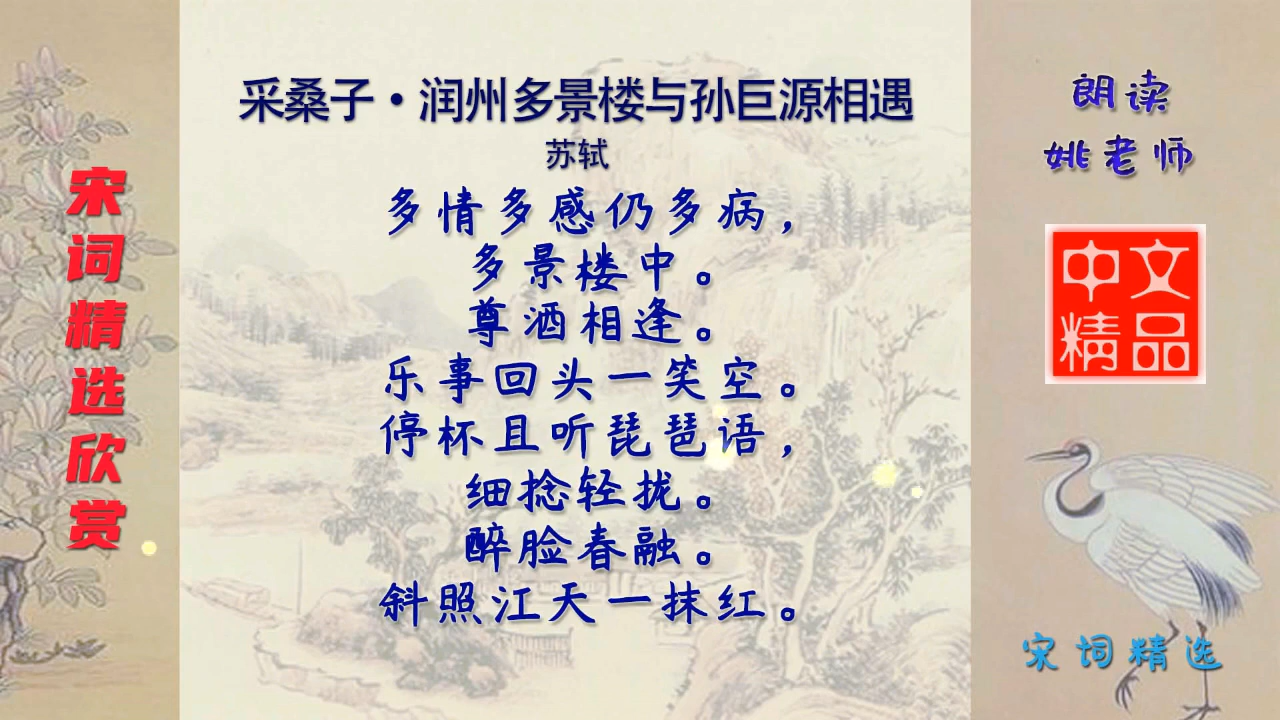 宋词精选欣赏
采桑子·润州多景楼与孙巨源相遇
苏轼
多情多感仍多病，
多景楼中。
尊酒相逢。
乐事回头一笑空。
停杯且听琵琶语，
细捻轻拢。
醉脸春融。
斜照江天一抹红。
朗读
姚老师
中文
精品
宋词精选